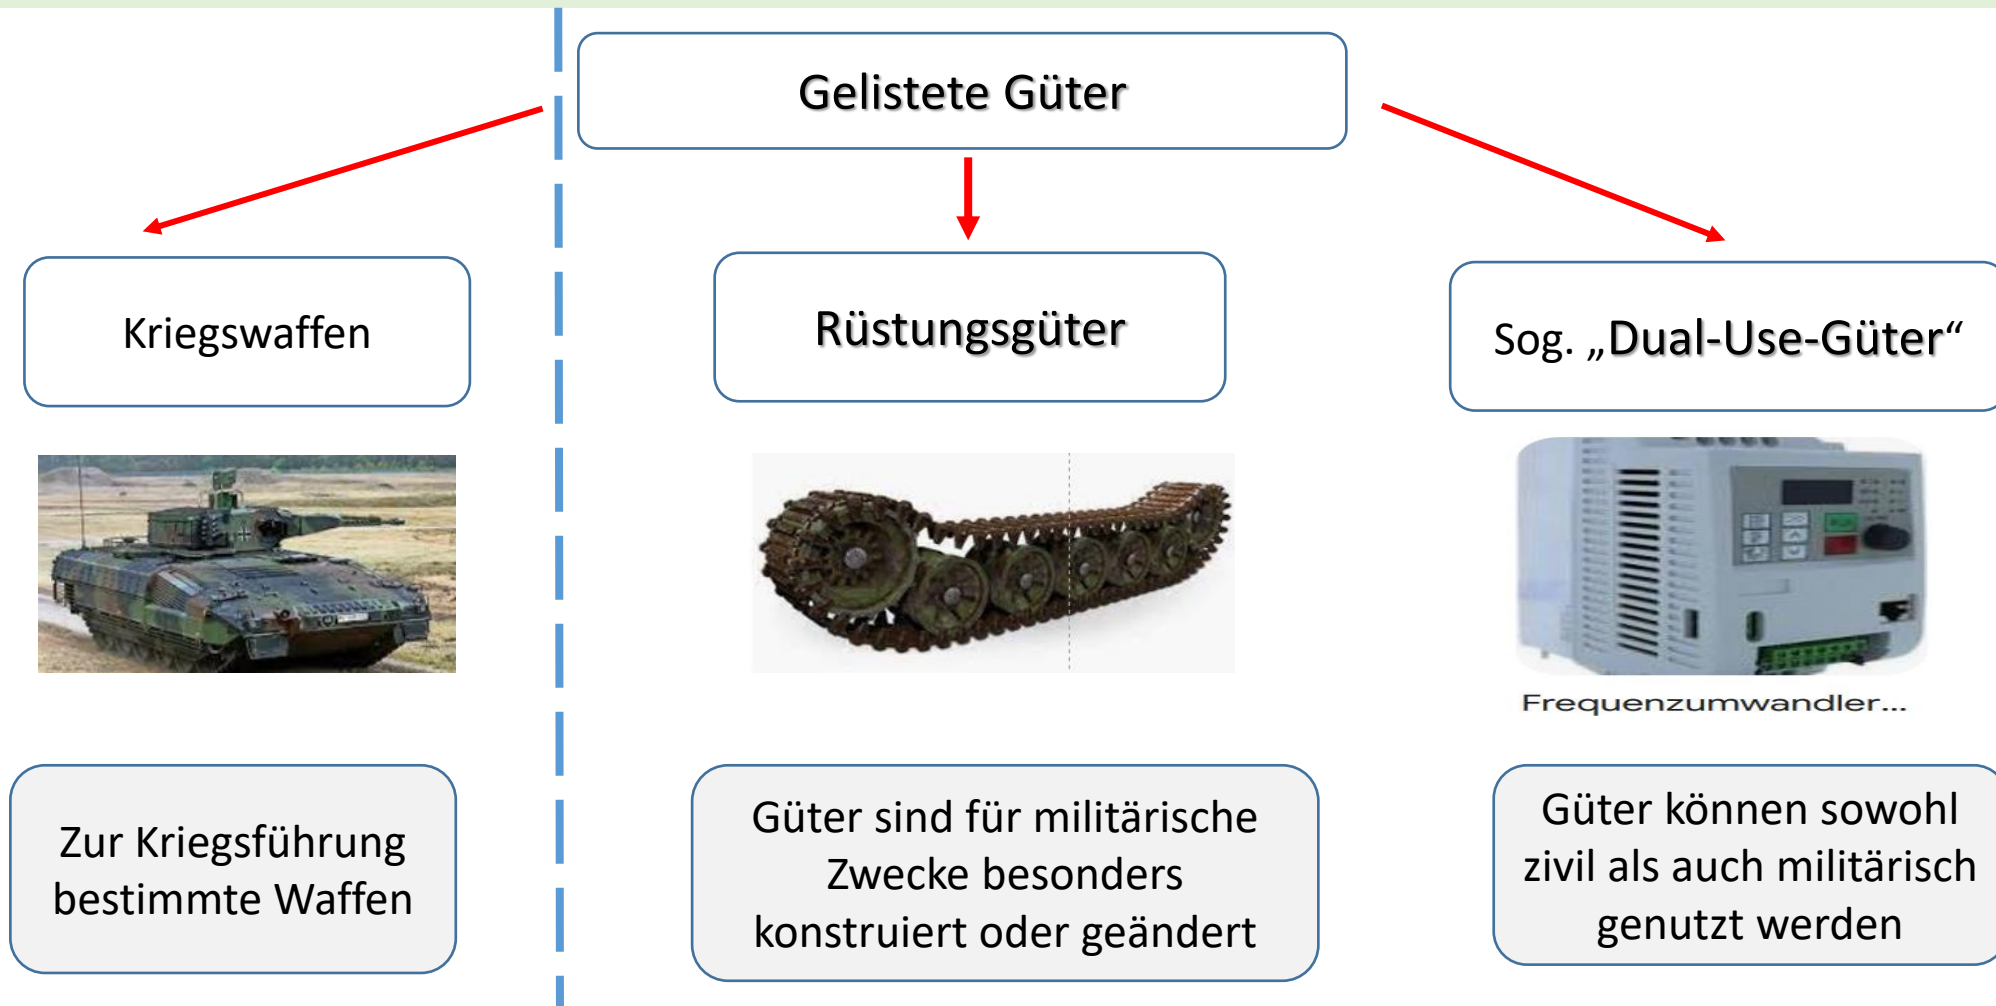 Gelistete Güter
Kriegswaffen
Rüstungsgüter
Sog. „Dual-Use-Güter“
Frequenzumwandler...
Zur Kriegsführung
bestimmte Waffen
Güter sind für militärische
Zwecke besonders
konstruiert oder geändert
Güter können sowohl
zivil als auch militärisch
genutzt werden